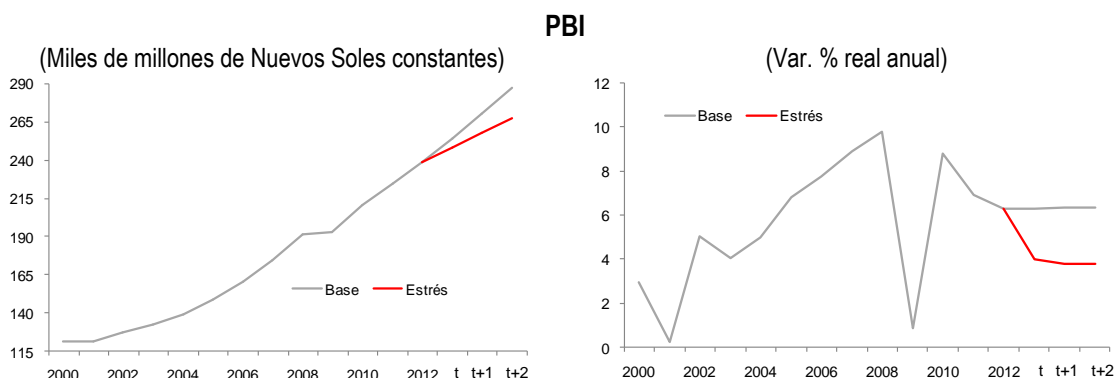 PBI
(Miles de millones de Nuevos Soles constantes)
290
265
240
215
190
165
140
115
Base
Estrés
2000 2002 2004 2006 2008 2010 2012 t t+1 t+2
(Var. % real anual)
12
10
8
6
4
2
0
Base
Estrés
2000 2002 2004 2006 2008 2010 2012 t t+1 t+2